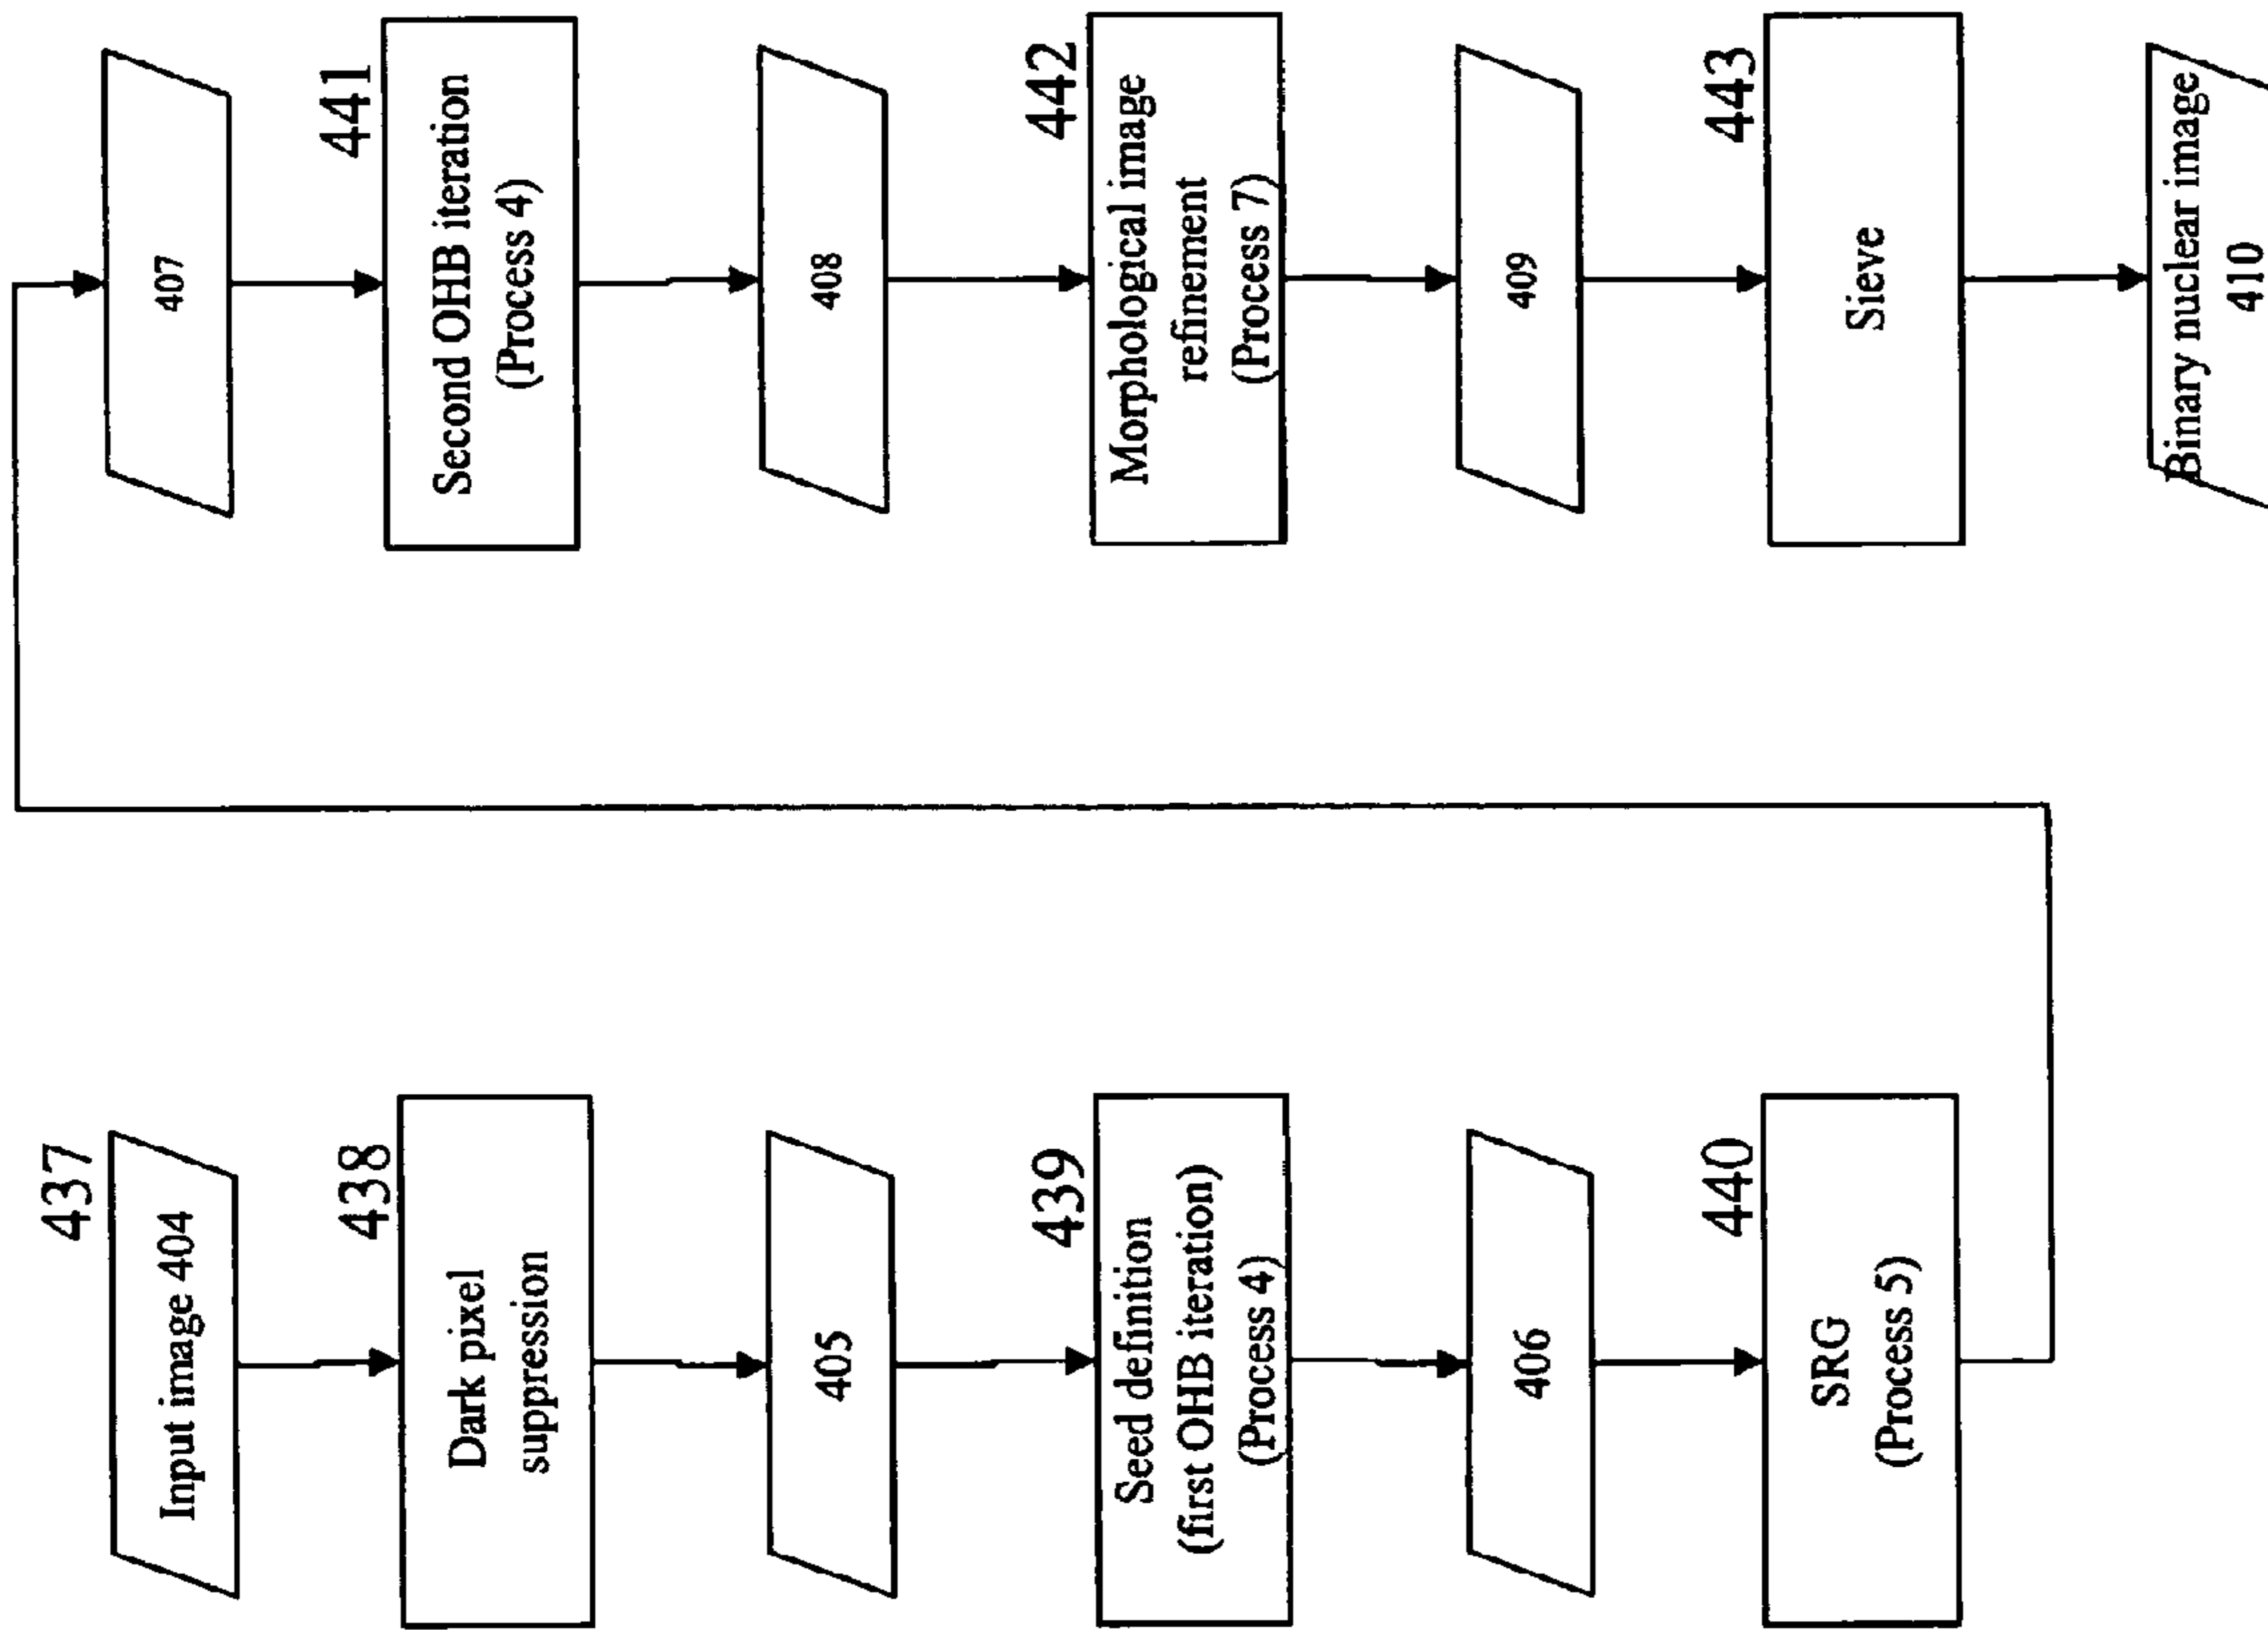 437
Input image 404
438
Dark pixel
suppression
405
439
Seed definition
(first OHB iteration)
(Process 4)
406
440
SRG
(Process 5)
407
441
Second OHB iteration
(Process 4)
408
442
Morphological image
refinement
(Process 7)
409
443
Sieve
Binary nuclear image
410